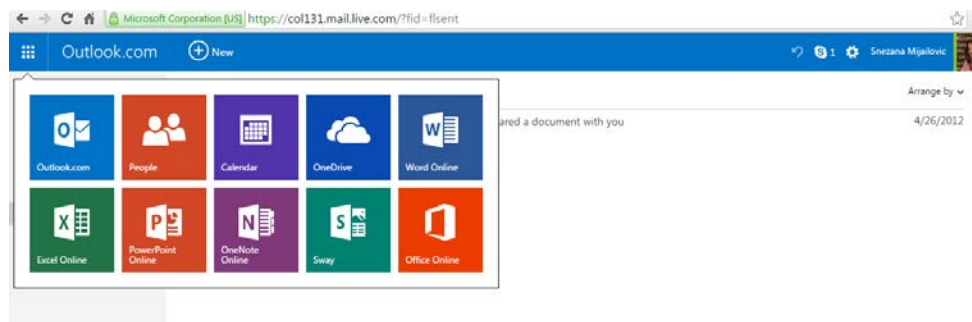 Microsoft Corporation [US] https://col131.mail.live.com/?fid=flsent
Outlook.com New 1 Snezana Mijailovic
Arrange by
ared a document with you 4/26/2012
Outlook.com People Calendar OneDrive Word Online
Excel Online PowerPoint Online OneNote Online Sway Office Online